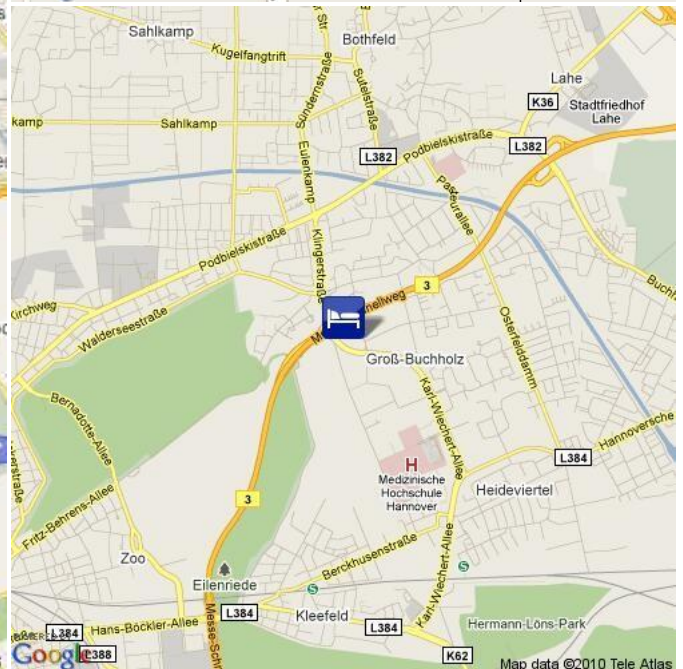 Sahlkamp
Bothfeld
Kugelfangtrift
Sutelstraße
Sündernstraße
Lahe
K36
Stadtfriedhof
Lahe
kamp
Sahlkamp
Eulenkamp
L382
Podbielskistraße
L382
Pasteurallee
Podbielskistraße
Klingerstraße
3
Kirchweg
Walderseestraße
Osterfelddamm
Groß-Buchholz
Karl-Wiechert-Allee
Bernadotte-Allee
Hannoversche
L384
H
Medizinische
Hochschule
Hannover
Heideviertel
3
Fritz-Behrens-Allee
Karl-Wiechert-Allee
Zoo
Berckhusenstraße
Eilenriede
S
S
L384
Kleefeld
L384
Hermann-Löns-Park
L384
Hans-Böckler-Allee
L388
K62
Google
Map data ©2010 Tele Atlas